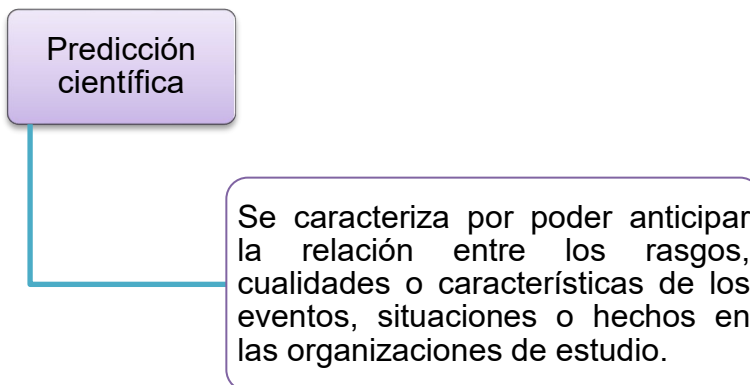 Predicción
científica
Se caracteriza por poder anticipar
la relación entre los rasgos,
cualidades o características de los
eventos, situaciones o hechos en
las organizaciones de estudio.